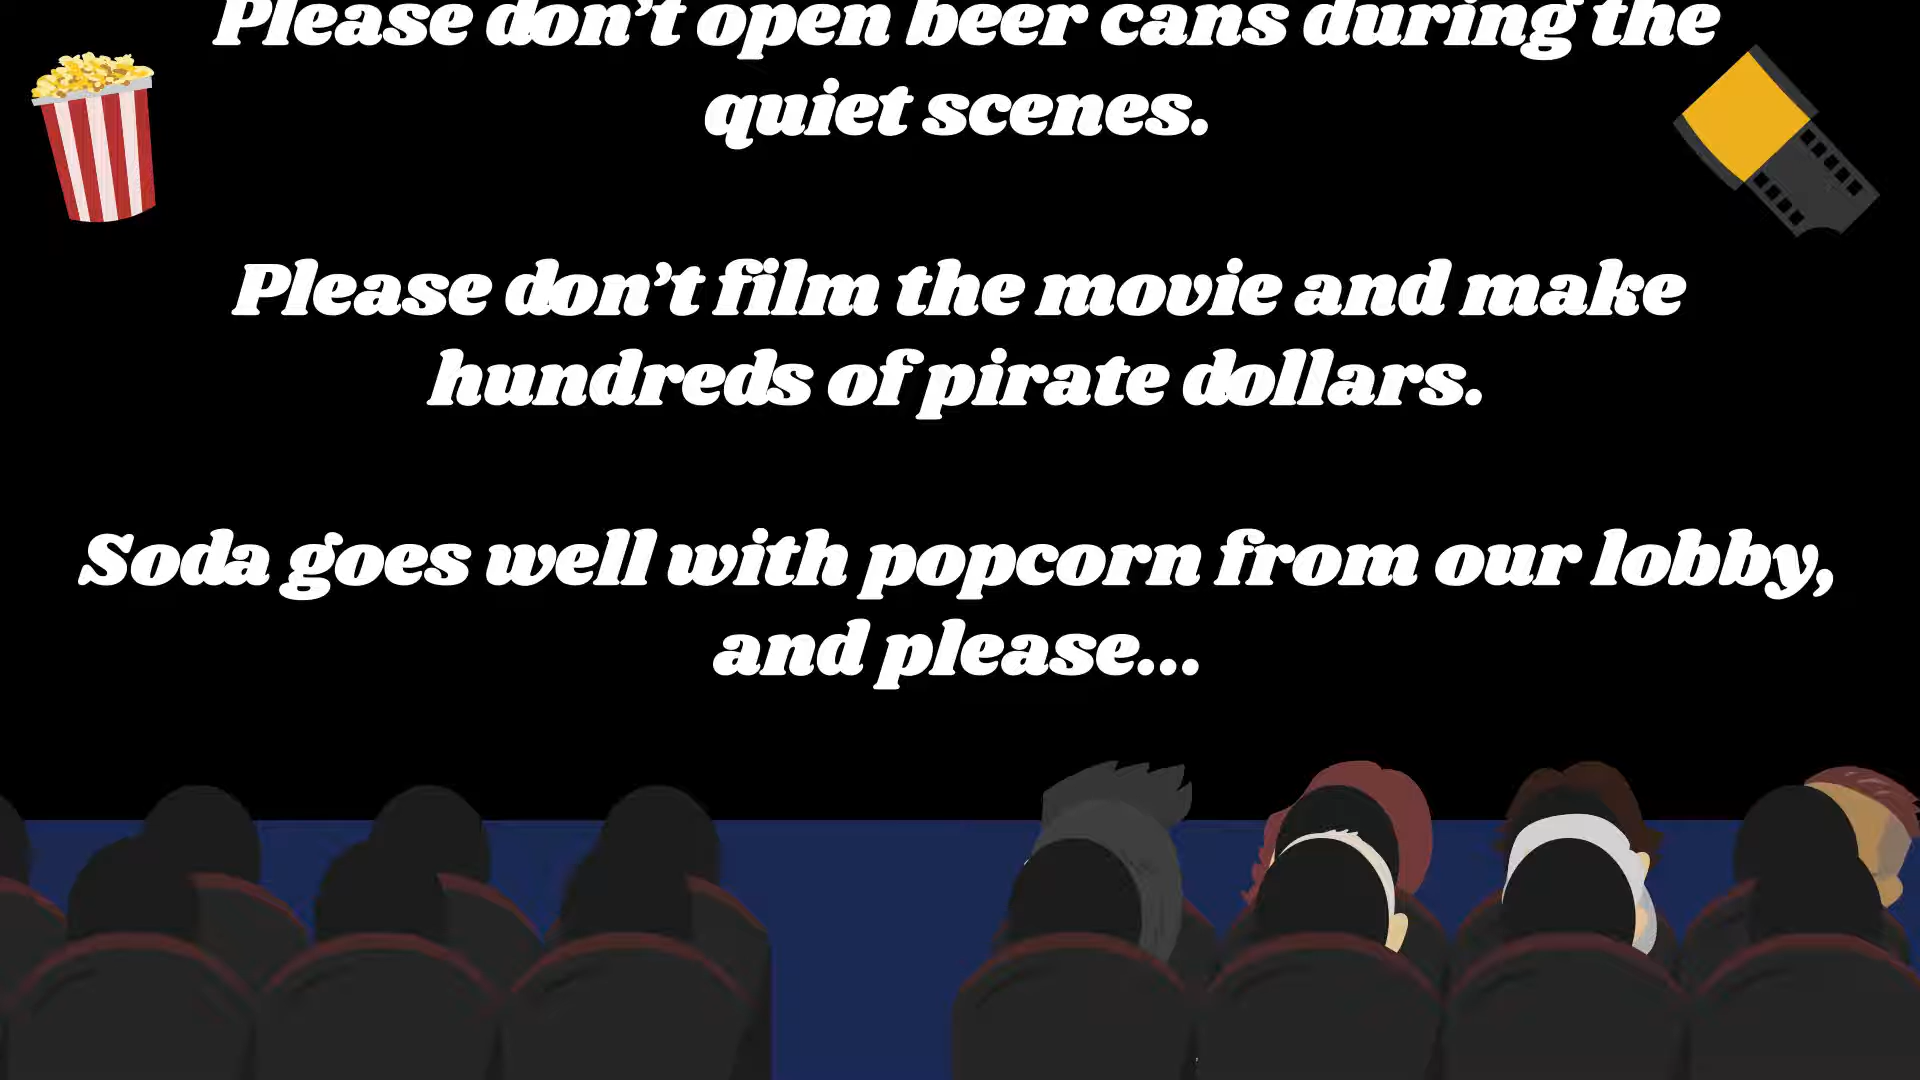 Please don't open beer cans during the
quiet scenes.
Please don't film the movie and make
hundreds of pirate dollars.
Soda goes well with popcorn from our lobby,
and please...